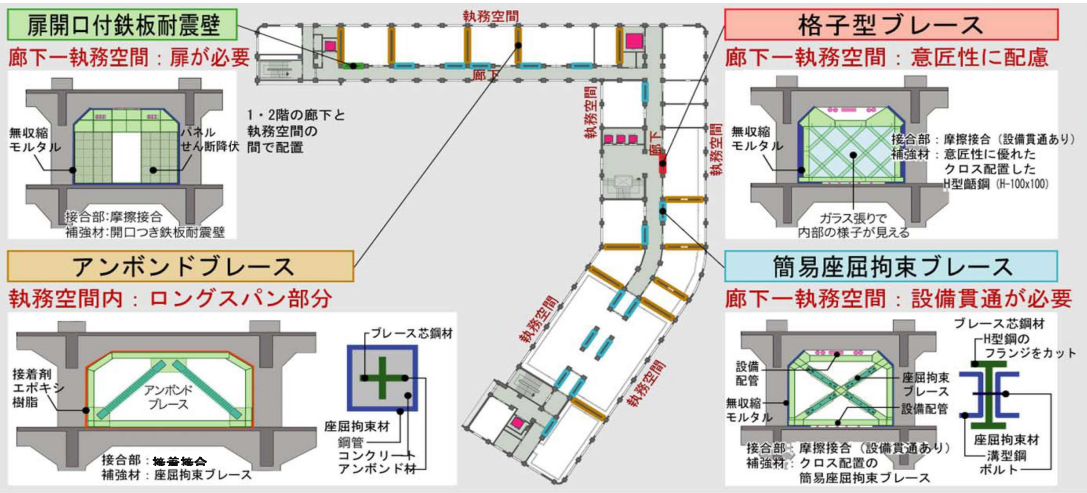 扉開口付鉄板耐震壁
廊下ー執務空間：扉が必要
無収縮
モルタル
パネル
せん断降伏
接合部：摩擦接合
補強材：開口つき鉄板耐震壁
1・2階の廊下と
執務空間の
間で配置
アンボンドブレース
執務空間内：ロングスパン部分
接着剤
エポキシ
樹脂
アンボンド
ブレース
ブレース芯鋼材
座屈拘束材
鋼管
コンクリート
アンボンド材
接合部：接着接合
補強材：座屈拘束ブレース
執務空間
廊下
執務空間
廊下
執務空間
執務空間
執務空間
格子型ブレース
廊下ー執務空間：意匠性に配慮
無収縮
モルタル
接合部：摩擦接合（設備貫通あり）
補強材：意匠性に優れた
クロス配置した
H型鋼 (H-100x100)
ガラス張りで
内部の様子が見える
簡易座屈拘束ブレース
廊下ー執務空間：設備貫通が必要
ブレース芯鋼材
H型鋼の
フランジをカット
設備
配管
座屈拘束
ブレース
設備配管
無収縮
モルタル
座屈拘束材
溝型鋼
ボルト
接合部：摩擦接合（設備貫通あり）
補強材：クロス配置の
簡易座屈拘束ブレース